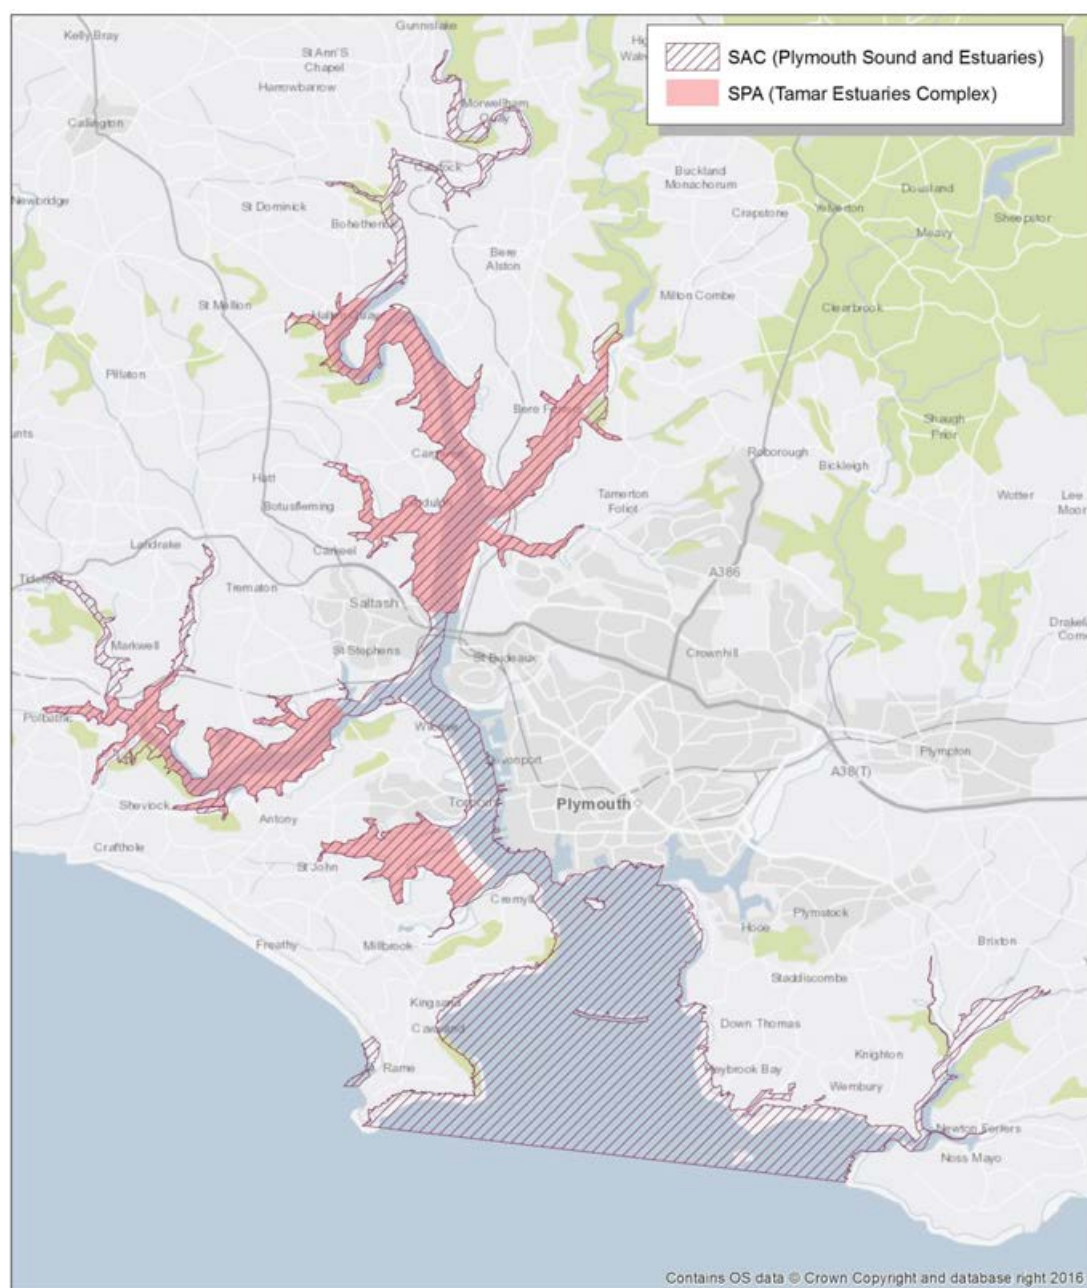 Gunnislake
Kelly Bray
St Ann'S
Chapel
Harrowbarrow
SAC (Plymouth Sound and Estuaries)
SPA (Tamar Estuaries Complex)
Morwellham
Quay
Callington
Buckland
Monachorum
Dousland
Newbridge
St Dominick
Crapstone
Yelverton
Sheepstor
Meavy
Bere
Alston
St Mellion
Milton Combe
Clearbrook
Pillaton
Shaugh
Prior
Roborough
Bickleigh
Hatt
Botusfleming
Tamerton
Foliot
Wotter
Lee
Moor
Landrake
Carkeel
A386
Tideford
Trematon
Saltash
Markwell
St Stephens
St Budeaux
Crownhill
Polbathic
Devonport
Plympton
A38(T)
Sheviock
Antony
Plymouth
Crafthole
St John
Cremyll
Plymstock
Hooe
Freathy
Millbrook
Brixton
Staddiscombe
Kingsand
Cawsand
Down Thomas
Rame
Heybrook Bay
Knighton
Wembury
Newton Ferrers
Noss Mayo
Contains OS data © Crown Copyright and database right 2016